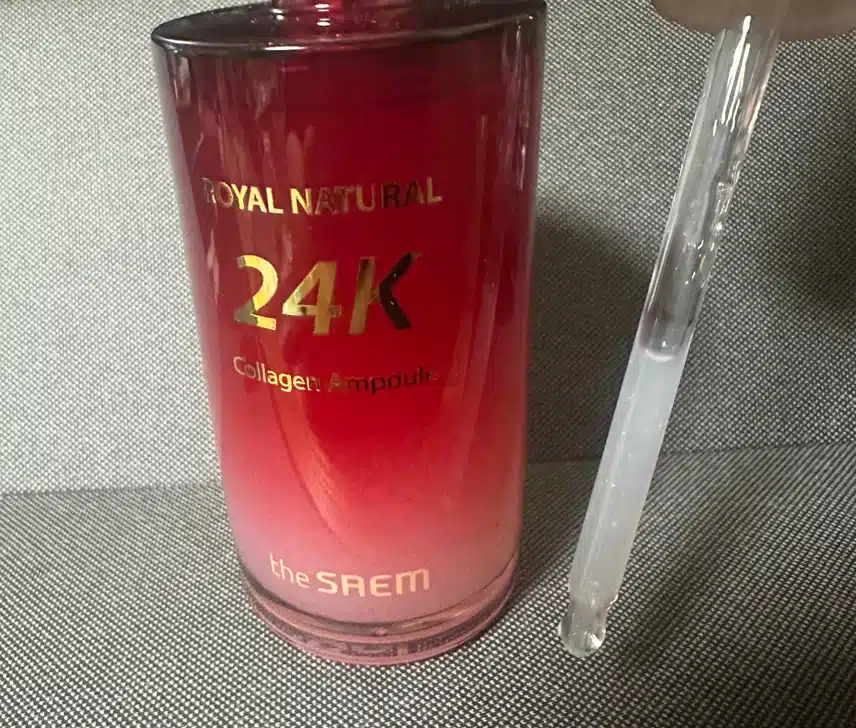 ROYAL NATURAL
24K
Collagen Ampoule
the SAEM